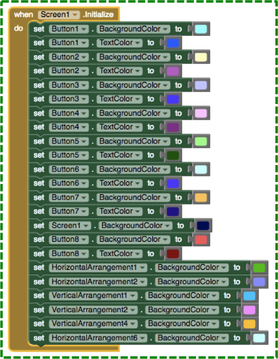 when Screen1 .Initialize
do set Button1 . BackgroundColor to
set Button1 . TextColor to
set Button2 . BackgroundColor to
set Button2 . TextColor to
set Button3 . BackgroundColor to
set Button3 . TextColor to
set Button4 . BackgroundColor to
set Button4 . TextColor to
set Button5 . BackgroundColor to
set Button5 . TextColor to
set Button6 . BackgroundColor to
set Button6 . TextColor to
set Button7 . BackgroundColor to
set Button7 . TextColor to
set Screen1 . BackgroundColor to
set Button8 . BackgroundColor to
set Button8 . TextColor to
set HorizontalArrangement1 . BackgroundColor to
set HorizontalArrangement2 . BackgroundColor to
set VerticalArrangement1 . BackgroundColor to
set VerticalArrangement2 . BackgroundColor to
set VerticalArrangement4 . BackgroundColor to
set HorizontalArrangement6 . BackgroundColor to